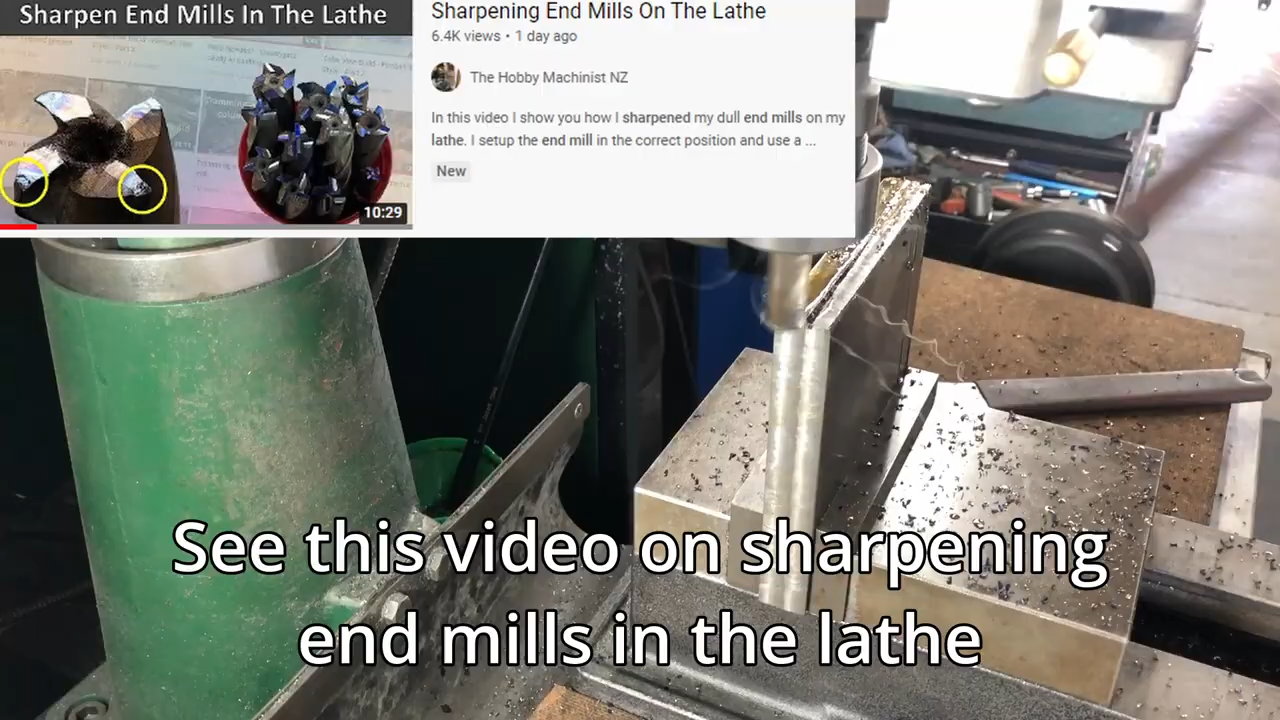 Sharpen End Mills In The Lathe
10:29
Sharpening End Mills On The Lathe
6.4K views • 1 day ago
The Hobby Machinist NZ
In this video I show you how I sharpened my dull end mills on my
lathe. I setup the end mill in the correct position and use a ...
New
See this video on sharpening
end mills in the lathe